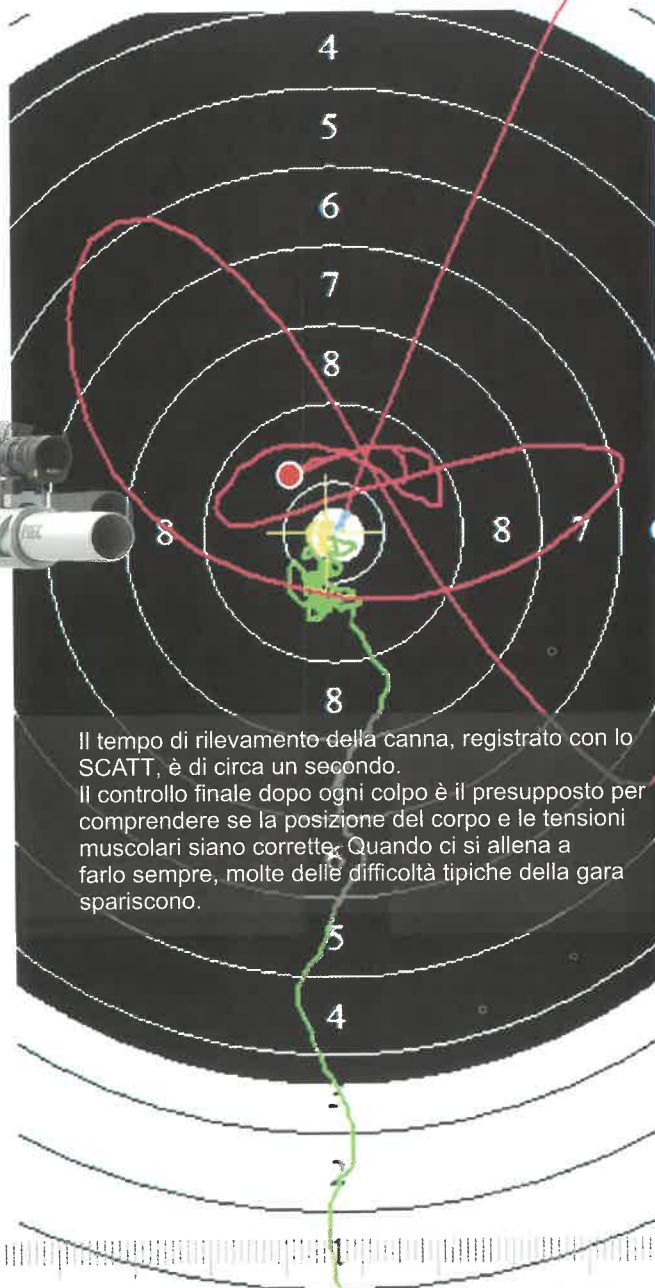 4
5
6
7
8
8 8 7
8
Il tempo di rilevamento della canna, registrato con lo
SCATT, è di circa un secondo.
Il controllo finale dopo ogni colpo è il presupposto per
comprendere se la posizione del corpo e le tensioni
muscolari siano corrette. Quando ci si allena a
farlo sempre, molte delle difficoltà tipiche della gara
spariscono.
5
4
2
1